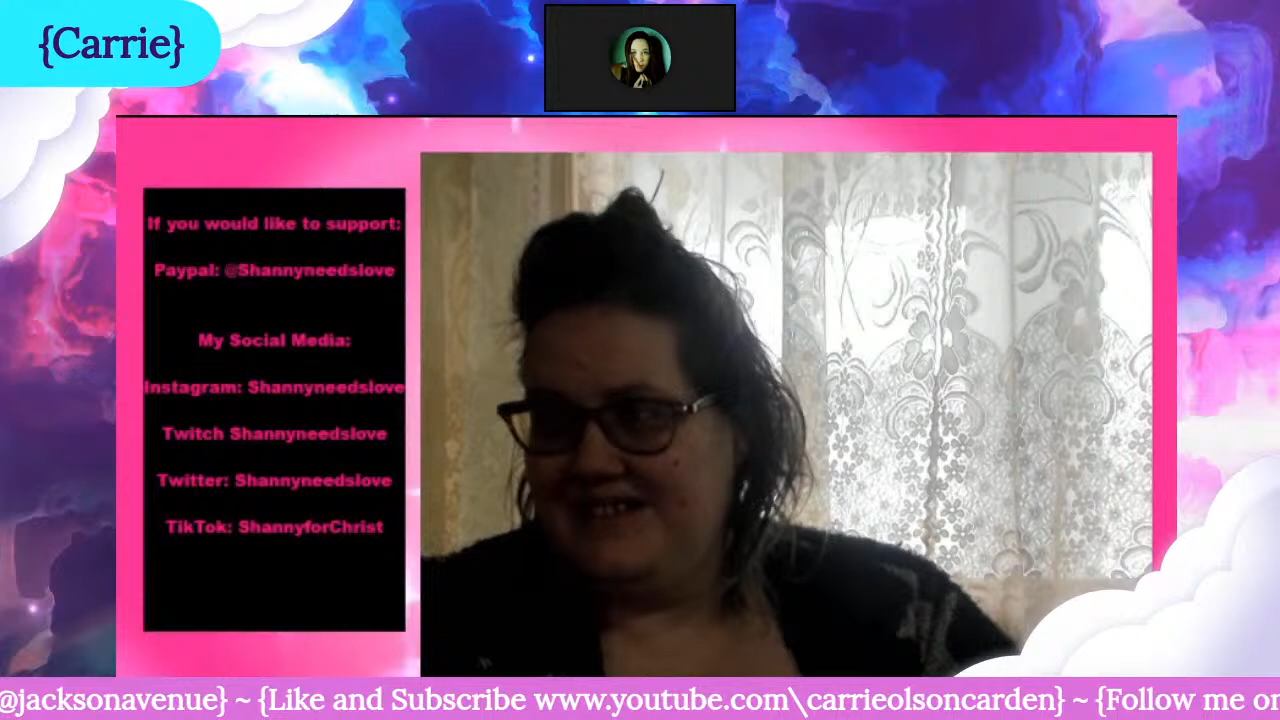 {Carrie}
If you would like to support:
Paypal: @Shannyneedslove
My Social Media:
Instagram: Shannyneedslove
Twitch Shannyneedslove
Twitter: Shannyneedslove
TikTok: ShannyforChrist
@jacksonavenue} ~ {Like and Subscribe www.youtube.com\carrieolsoncarden} ~ {Follow me on